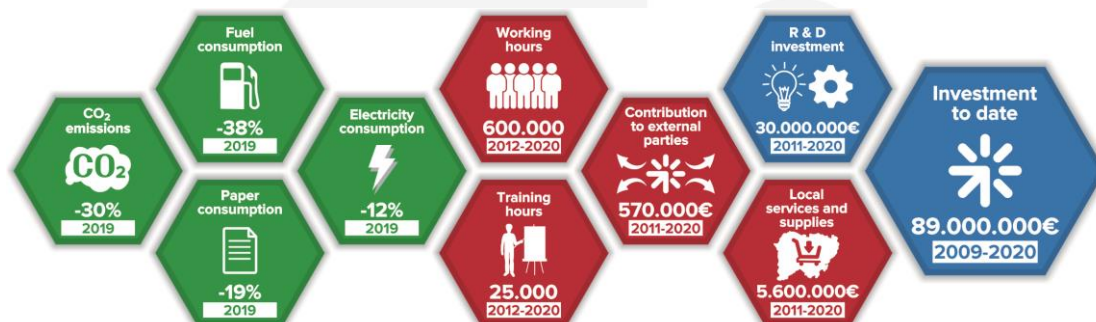 CO₂
emissions
CO₂
-30%
2019
Fuel
consumption
-38%
2019
Paper
consumption
-19%
2019
Electricity
consumption
-12%
2019
Working
hours
600.000
2012-2020
Training
hours
25.000
2012-2020
Contribution
to external
parties
570.000€
2011-2020
R & D
investment
30.000.000€
2011-2020
Local
services and
supplies
5.600.000€
2011-2020
Investment
to date
89.000.000€
2009-2020